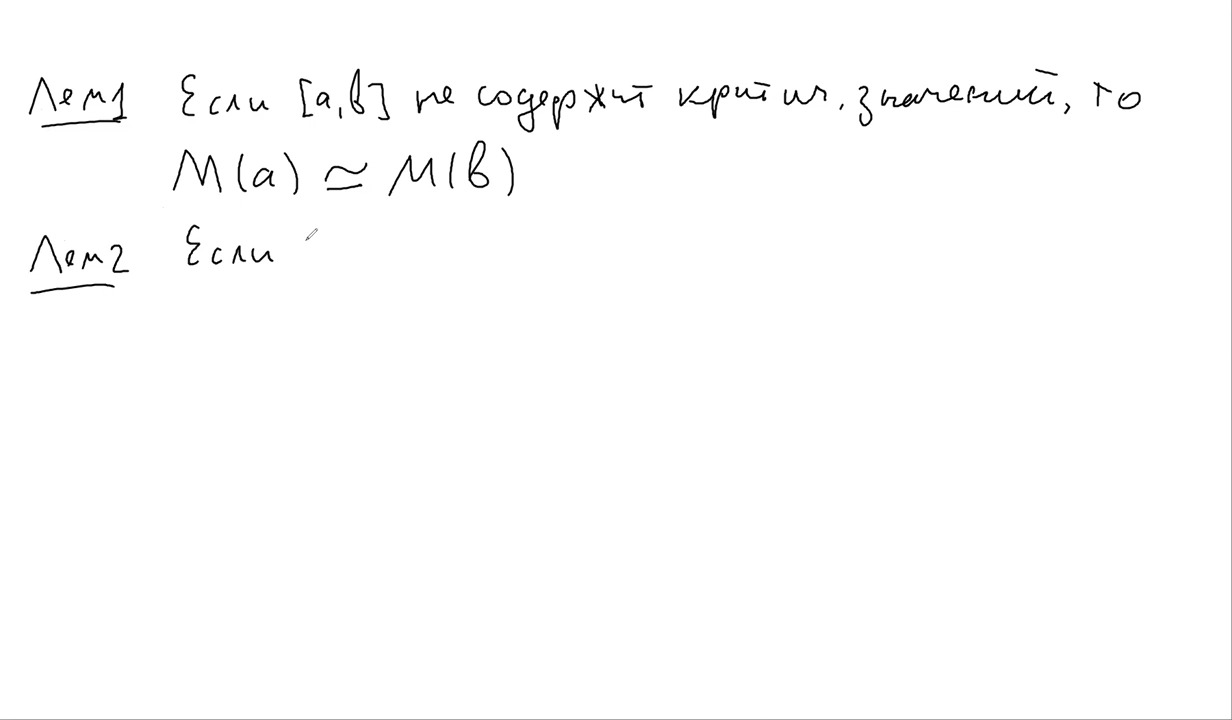 Лем1 Если [a,b] не содержит критич. значений, то
M(a) ≃ M(b)
Лем2 Если